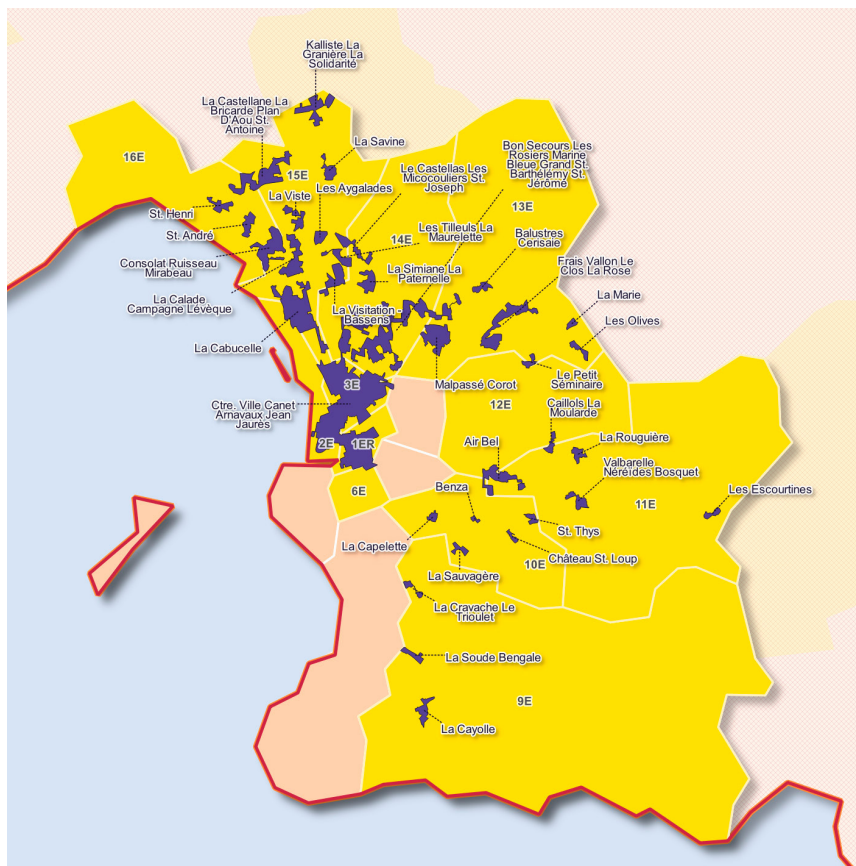 Kalliste La
Granière La
Solidarité
La Castellane La
Bricarde Plan
D'Aou St.
Antoine
16E
15E
La Savine
Le Castellas Les
Micocouliers St.
Joseph
Bon Secours Les
Rosiers Marine
Bleue Grand St.
Barthélémy St.
Jérôme
13E
La Viste
Les Aygalades
St. Henri
St. André
14E
Les Tilleuls La
Maurelette
Balustres
Cerisaie
Consolat Ruisseau
Mirabeau
La Simiane La
Paternelle
Frais Vallon Le
Clos La Rose
La Calade
Campagne Lévèque
La Visitation -
Bassens
La Marie
Les Olives
La Cabucelle
Malpassé Corot
Le Petit
Séminaire
3E
Ctre. Ville Canet
Arnavaux Jean
Jaurès
12E
Caillols La
Moularde
2E
1ER
Air Bel
La Rouguière
Valbarelle
Néréides Bosquet
6E
Benza
Les Escourtines
11E
St. Thys
La Capelette
Château St. Loup
10E
La Sauvagère
La Cravache Le
Trioulet
La Soude Bengale
9E
La Cayolle